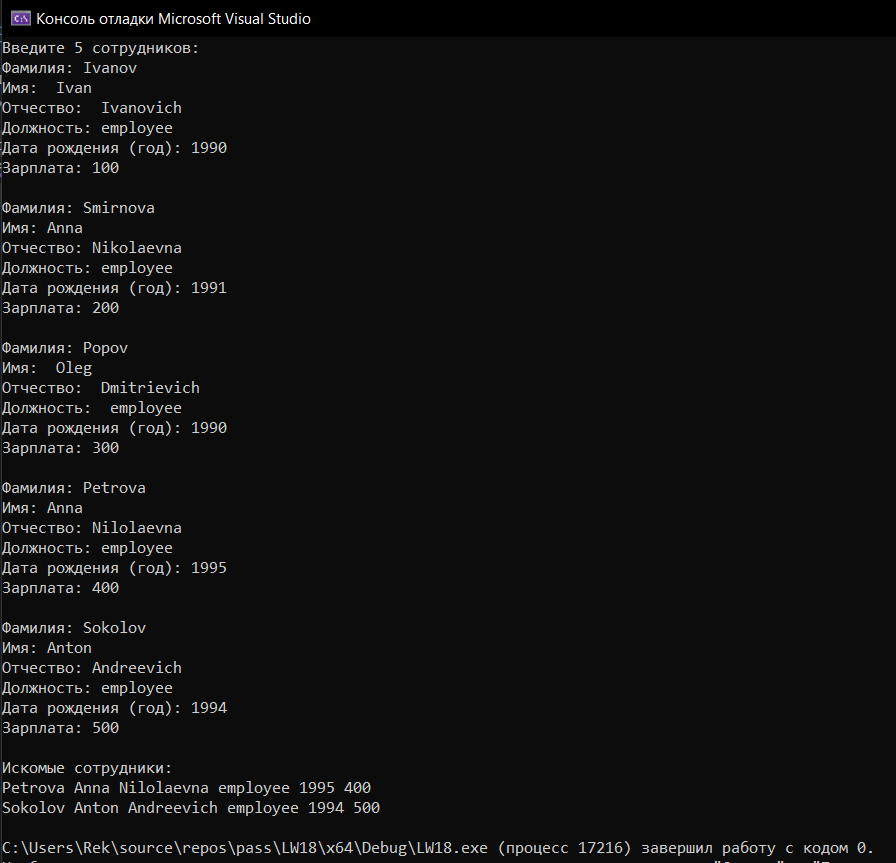 Консоль отладки Microsoft Visual Studio
Введите 5 сотрудников:
Фамилия: Ivanov
Имя:  Ivan
Отчество:  Ivanovich
Должность: employee
Дата рождения (год): 1990
Зарплата: 100
Фамилия: Smirnova
Имя: Anna
Отчество: Nikolaevna
Должность: employee
Дата рождения (год): 1991
Зарплата: 200
Фамилия: Popov
Имя:  Oleg
Отчество:  Dmitrievich
Должность:  employee
Дата рождения (год): 1990
Зарплата: 300
Фамилия: Petrova
Имя: Anna
Отчество: Nilolaevna
Должность: employee
Дата рождения (год): 1995
Зарплата: 400
Фамилия: Sokolov
Имя: Anton
Отчество: Andreevich
Должность: employee
Дата рождения (год): 1994
Зарплата: 500
Искомые сотрудники:
Petrova Anna Nilolaevna employee 1995 400
Sokolov Anton Andreevich employee 1994 500
C:\Users\Rek\source\repos\pass\LW18\x64\Debug\LW18.exe (процесс 17216) завершил работу с кодом 0.